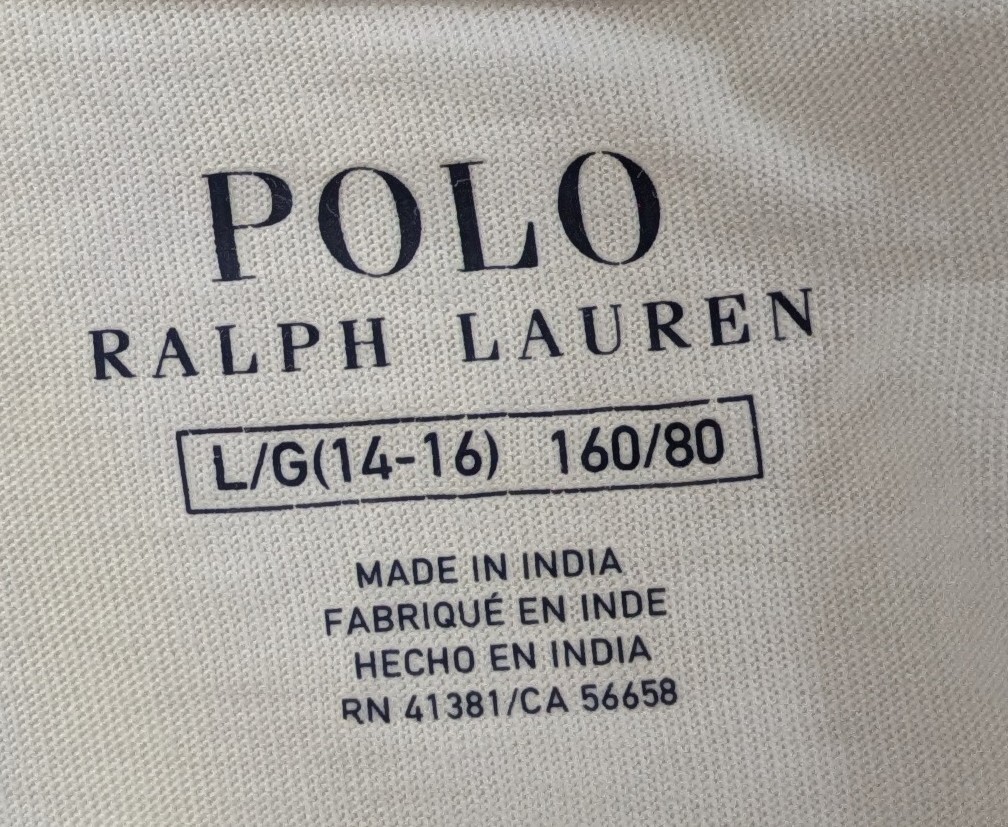 POLO
RALPH LAUREN
L/G(14-16) 160/80
MADE IN INDIA
FABRIQUÉ EN INDE
HECHO EN INDIA
RN 41381/CA 56658